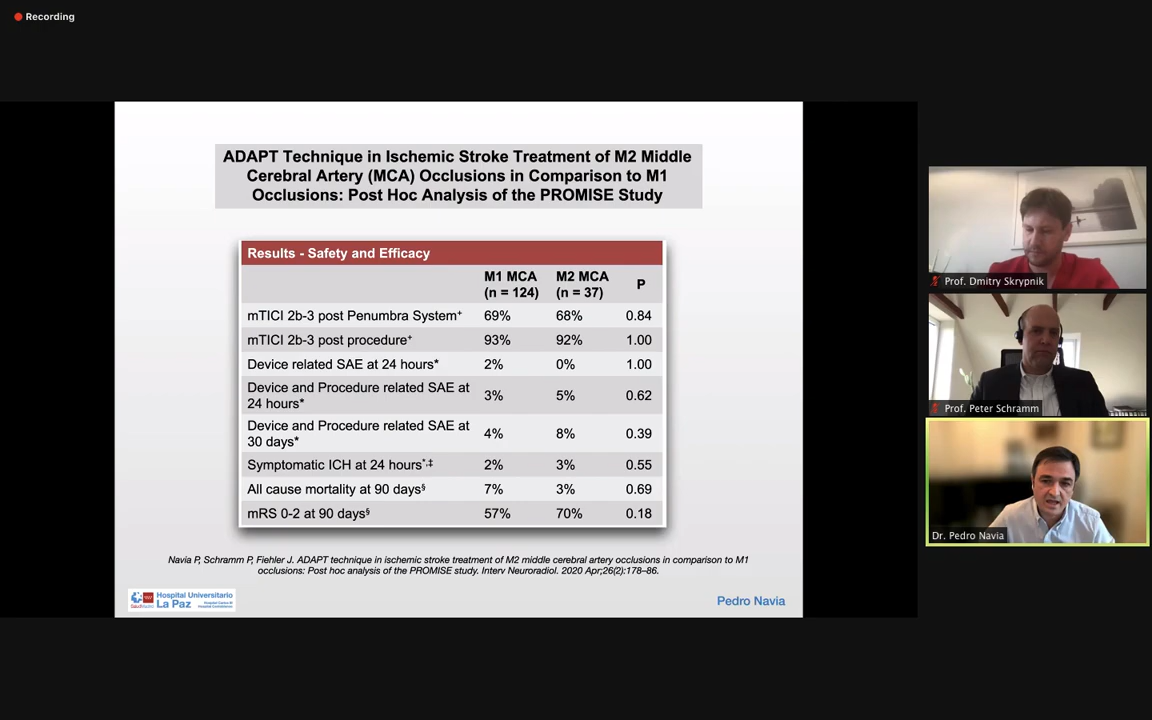 Recording
ADAPT Technique in Ischemic Stroke Treatment of M2 Middle
Cerebral Artery (MCA) Occlusions in Comparison to M1
Occlusions: Post Hoc Analysis of the PROMISE Study
Results - Safety and Efficacy
M1 MCA (n = 124) M2 MCA (n = 37) P
mTICI 2b-3 post Penumbra System⁺ 69% 68% 0.84
mTICI 2b-3 post procedure⁺ 93% 92% 1.00
Device related SAE at 24 hours* 2% 0% 1.00
Device and Procedure related SAE at
24 hours* 3% 5% 0.62
Device and Procedure related SAE at
30 days* 4% 8% 0.39
Symptomatic ICH at 24 hours*,‡ 2% 3% 0.55
All cause mortality at 90 days§ 7% 3% 0.69
mRS 0-2 at 90 days§ 57% 70% 0.18
Navia P, Schramm P, Fiehler J. ADAPT technique in ischemic stroke treatment of M2 middle cerebral artery occlusions in comparison to M1
occlusions: Post hoc analysis of the PROMISE study. Interv Neuroradiol. 2020 Apr;26(2):178–86.
Hospital Universitario
La Paz
Pedro Navia
Prof. Dmitry Skrypnik
Prof. Peter Schramm
Dr. Pedro Navia